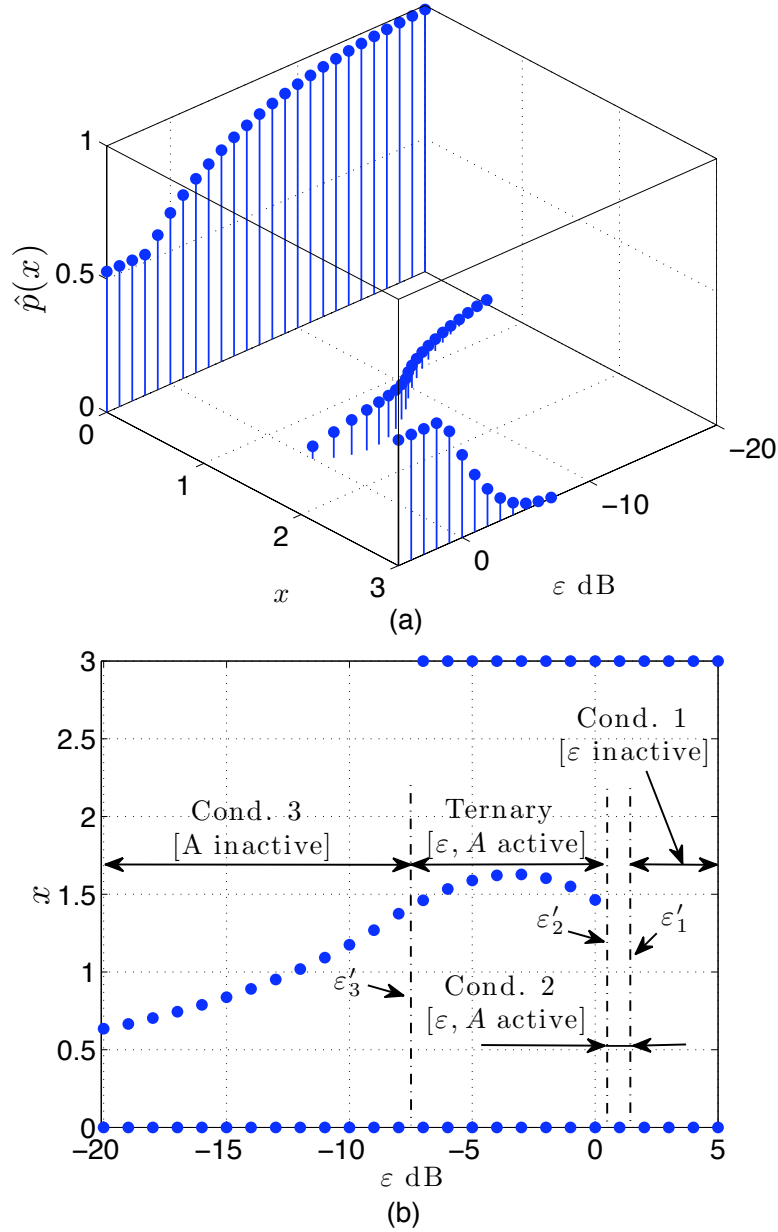 1
0.5
0
p̂(x)
0
1
2
3
x
0
−10
−20
ε dB
(a)
3
2.5
2
1.5
1
0.5
0
x
Cond. 1
[ε inactive]
Cond. 3
[A inactive]
Ternary
[ε, A active]
ε′2
ε′1
ε′3
Cond. 2
[ε, A active]
−20
−15
−10
−5
0
5
ε dB
(b)